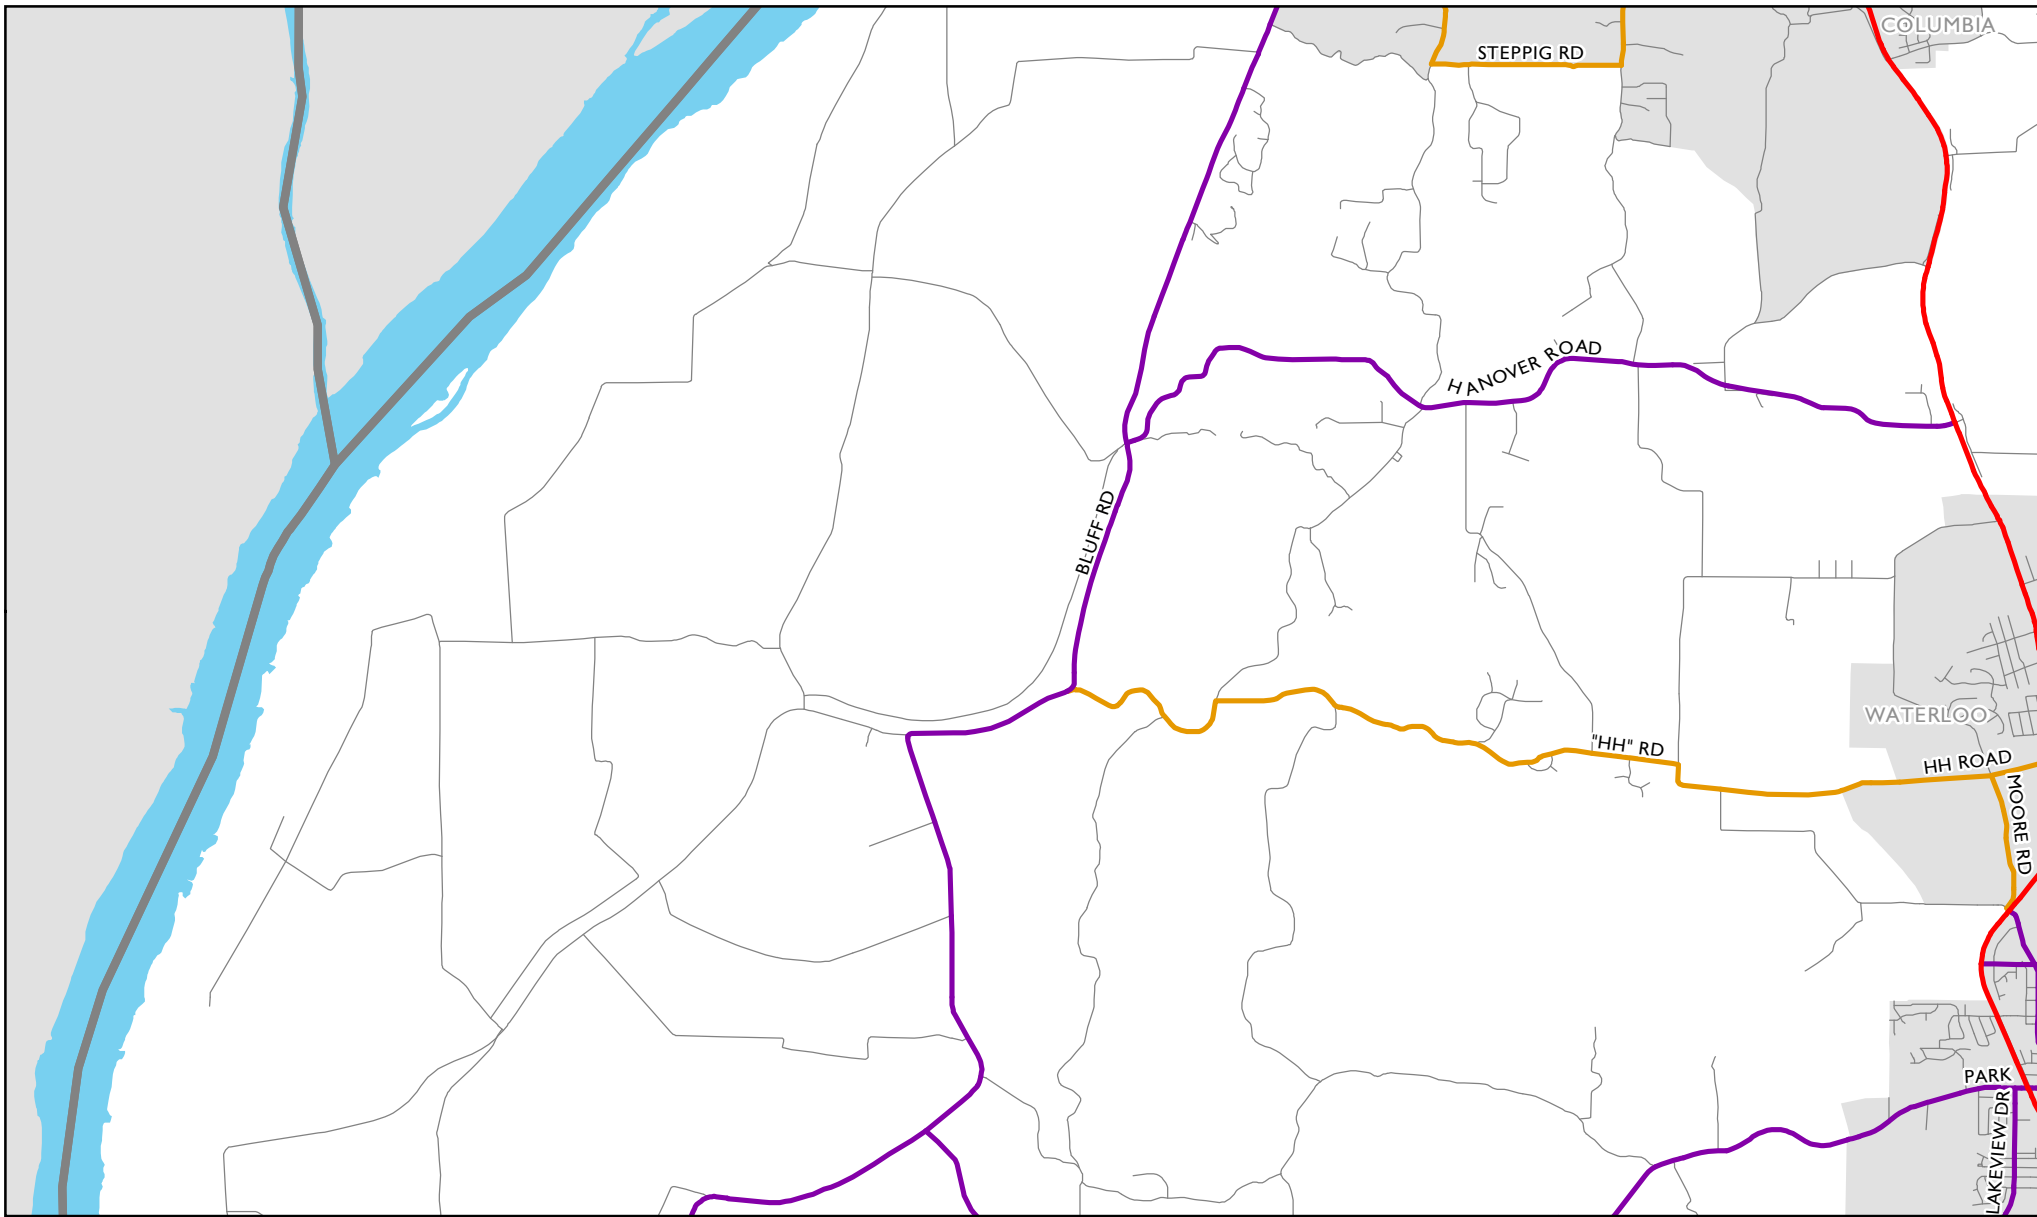 COLUMBIA
STEPPIG RD
HANOVER ROAD
BLUFF RD
WATERLOO
"HH" RD
HH ROAD
MOORE RD
PARK
LAKEVIEW DR